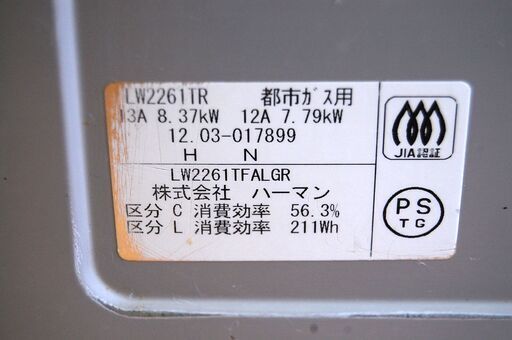 LW2261TR 都市ガス用
13A 8.37kW 12A 7.79kW
12.03-017899
H N
LW2261TFALGR
株式会社 ハーマン
区分 C 消費効率 56.3%
区分 L 消費効率 211Wh
JIA認証
PS
TG